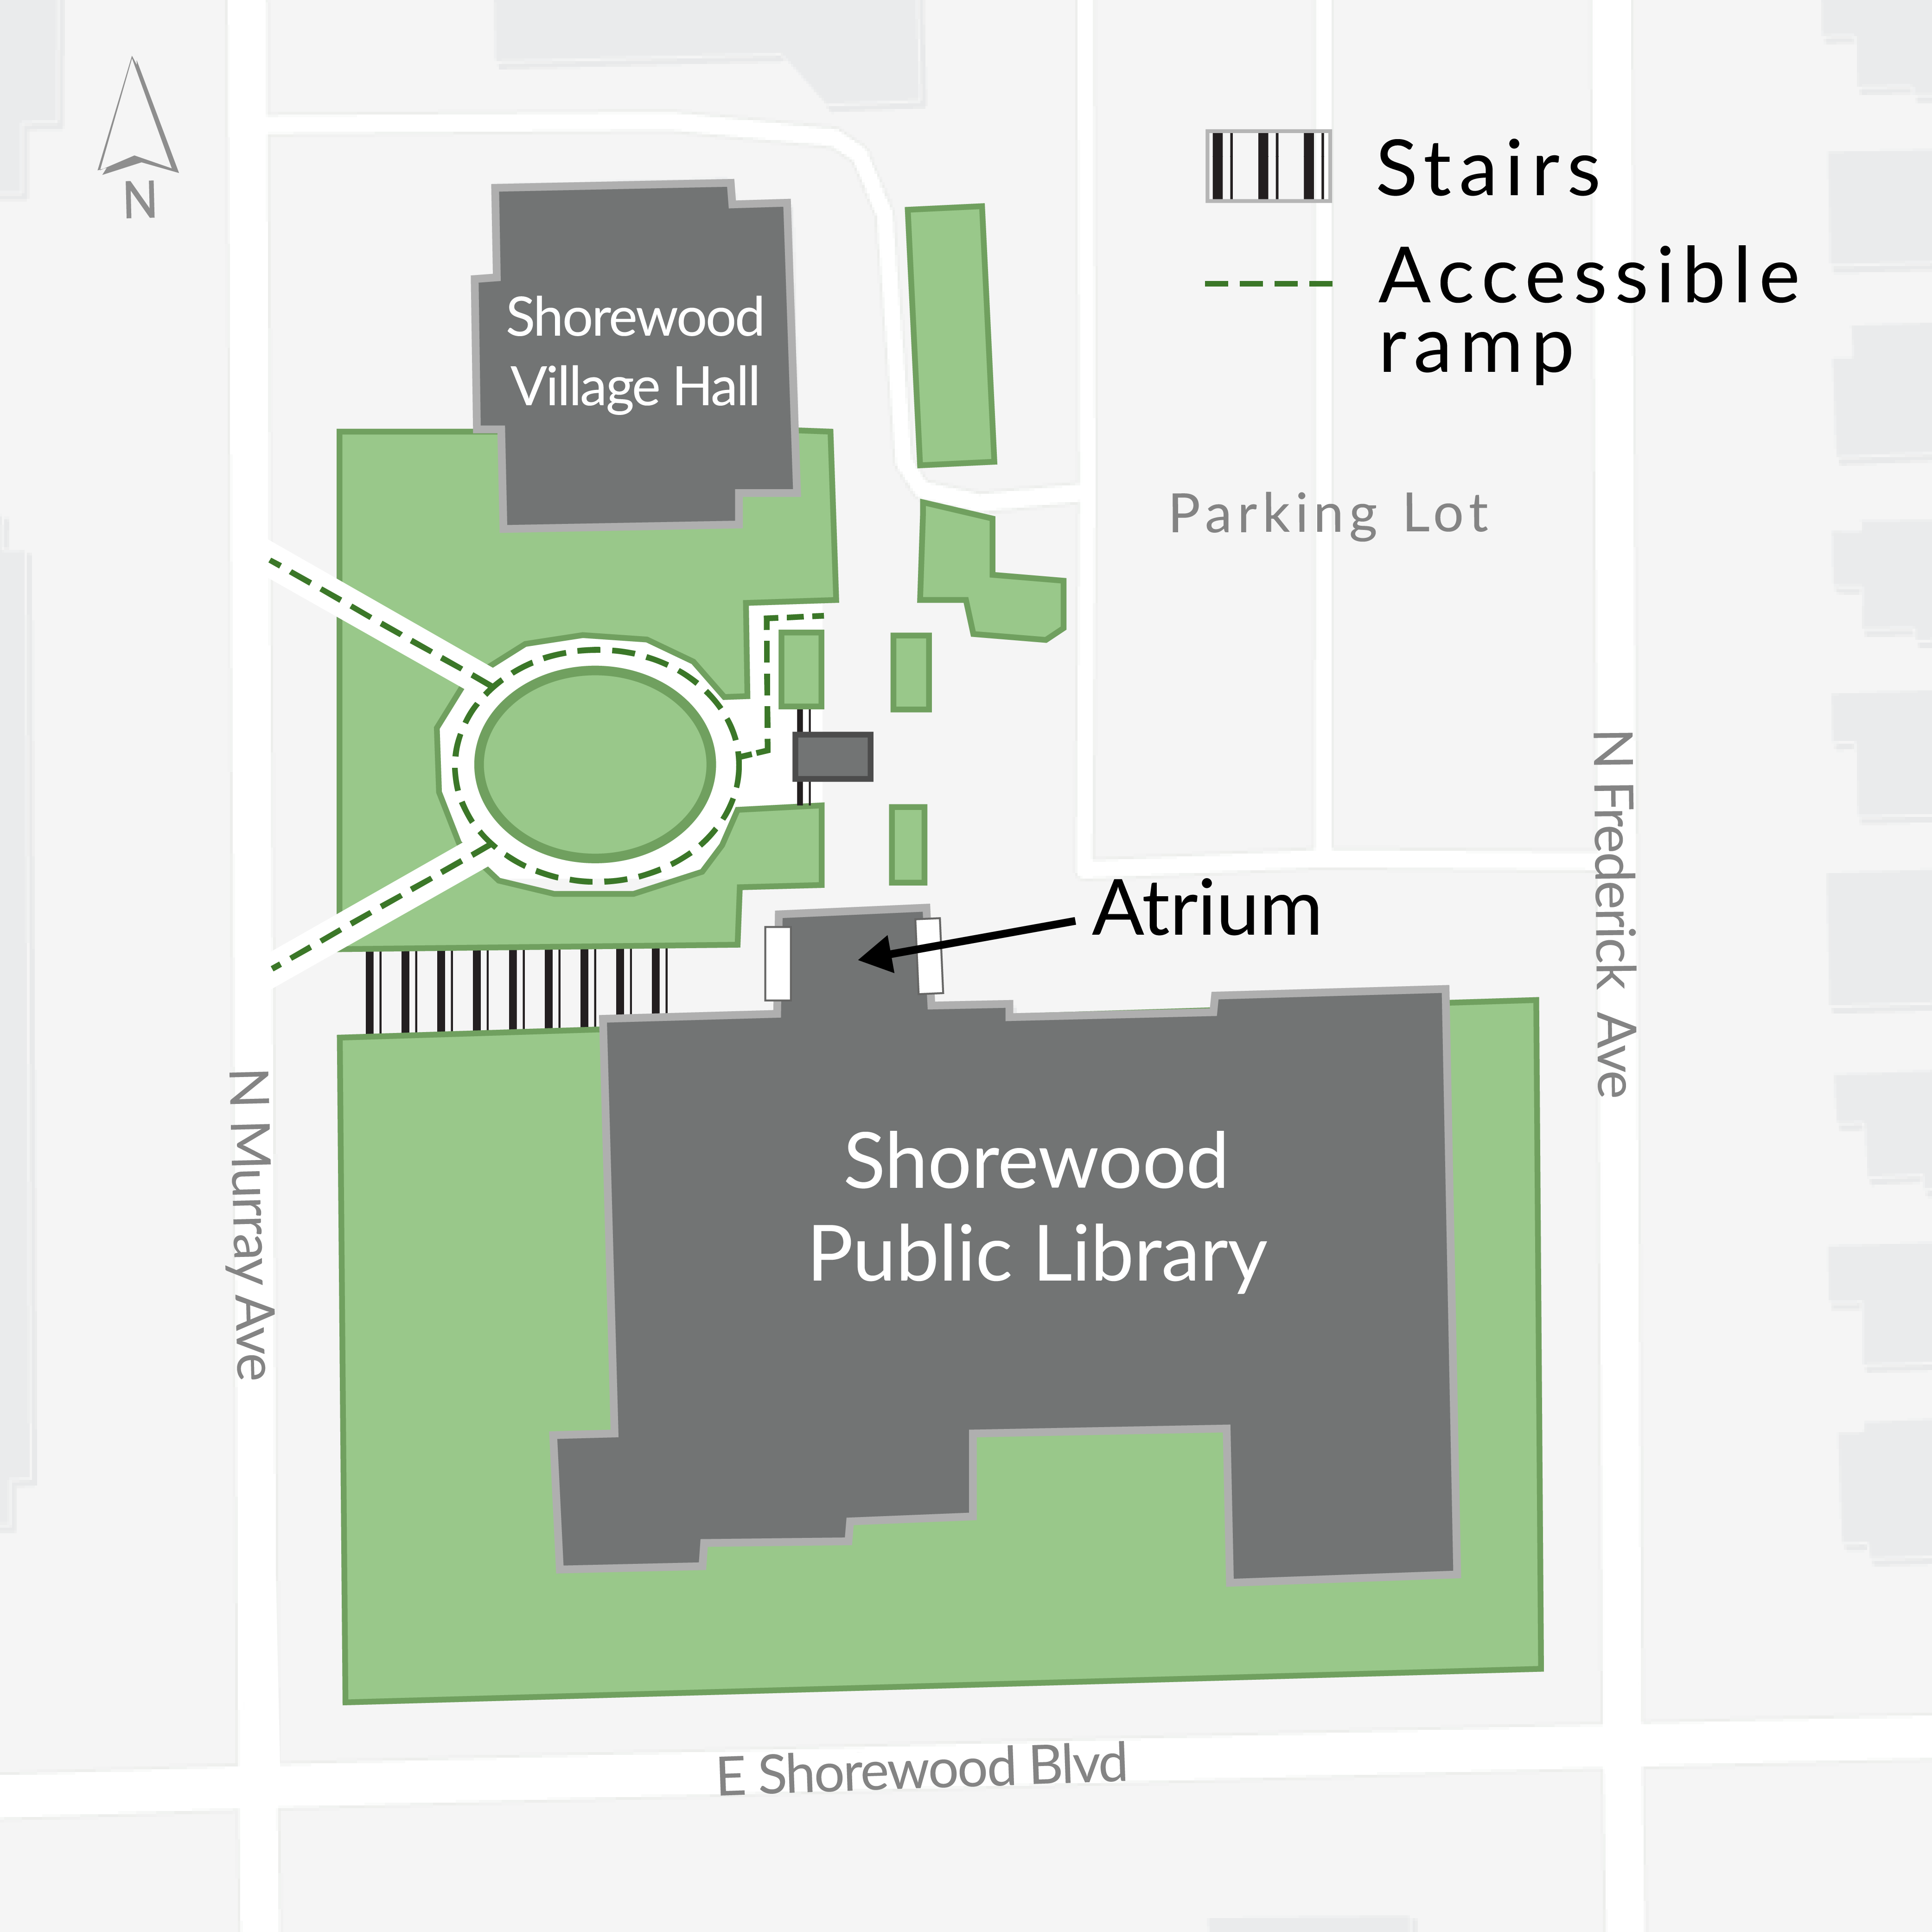 N
Stairs
Accessible
ramp
Shorewood
Village Hall
Parking Lot
N Frederick Ave
Atrium
N Murray Ave
Shorewood
Public Library
E Shorewood Blvd